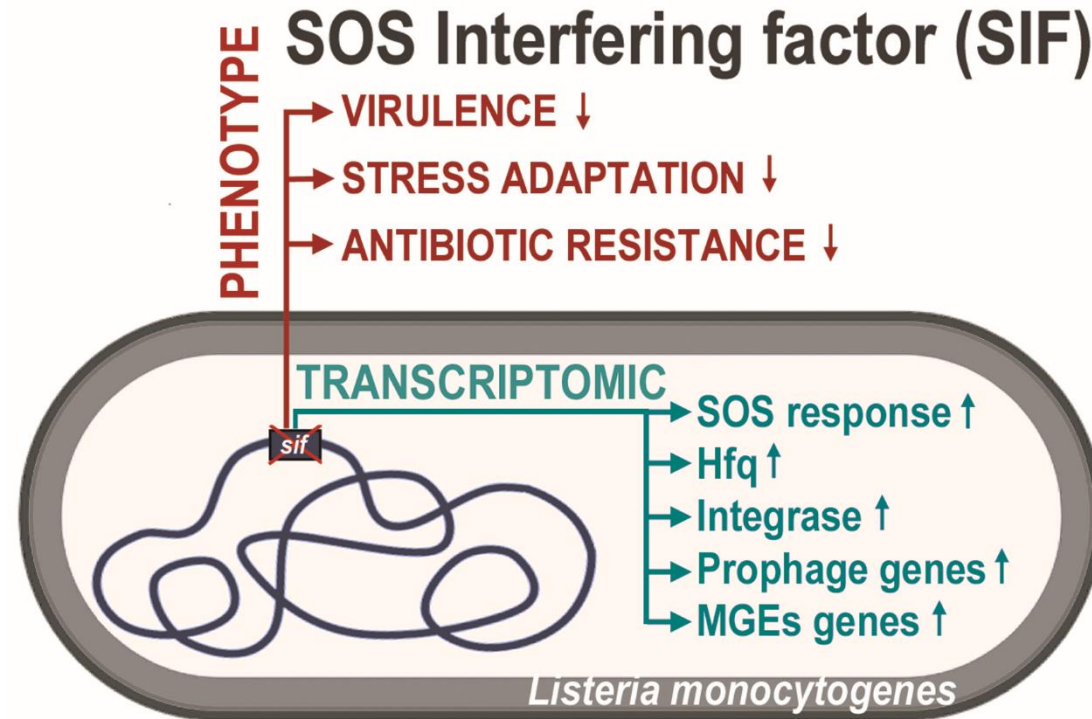 SOS Interfering factor (SIF)
PHENOTYPE
VIRULENCE ↓
STRESS ADAPTATION ↓
ANTIBIOTIC RESISTANCE ↓
TRANSCRIPTOMIC
sif
SOS response ↑
Hfq ↑
Integrase ↑
Prophage genes ↑
MGEs genes ↑
Listeria monocytogenes